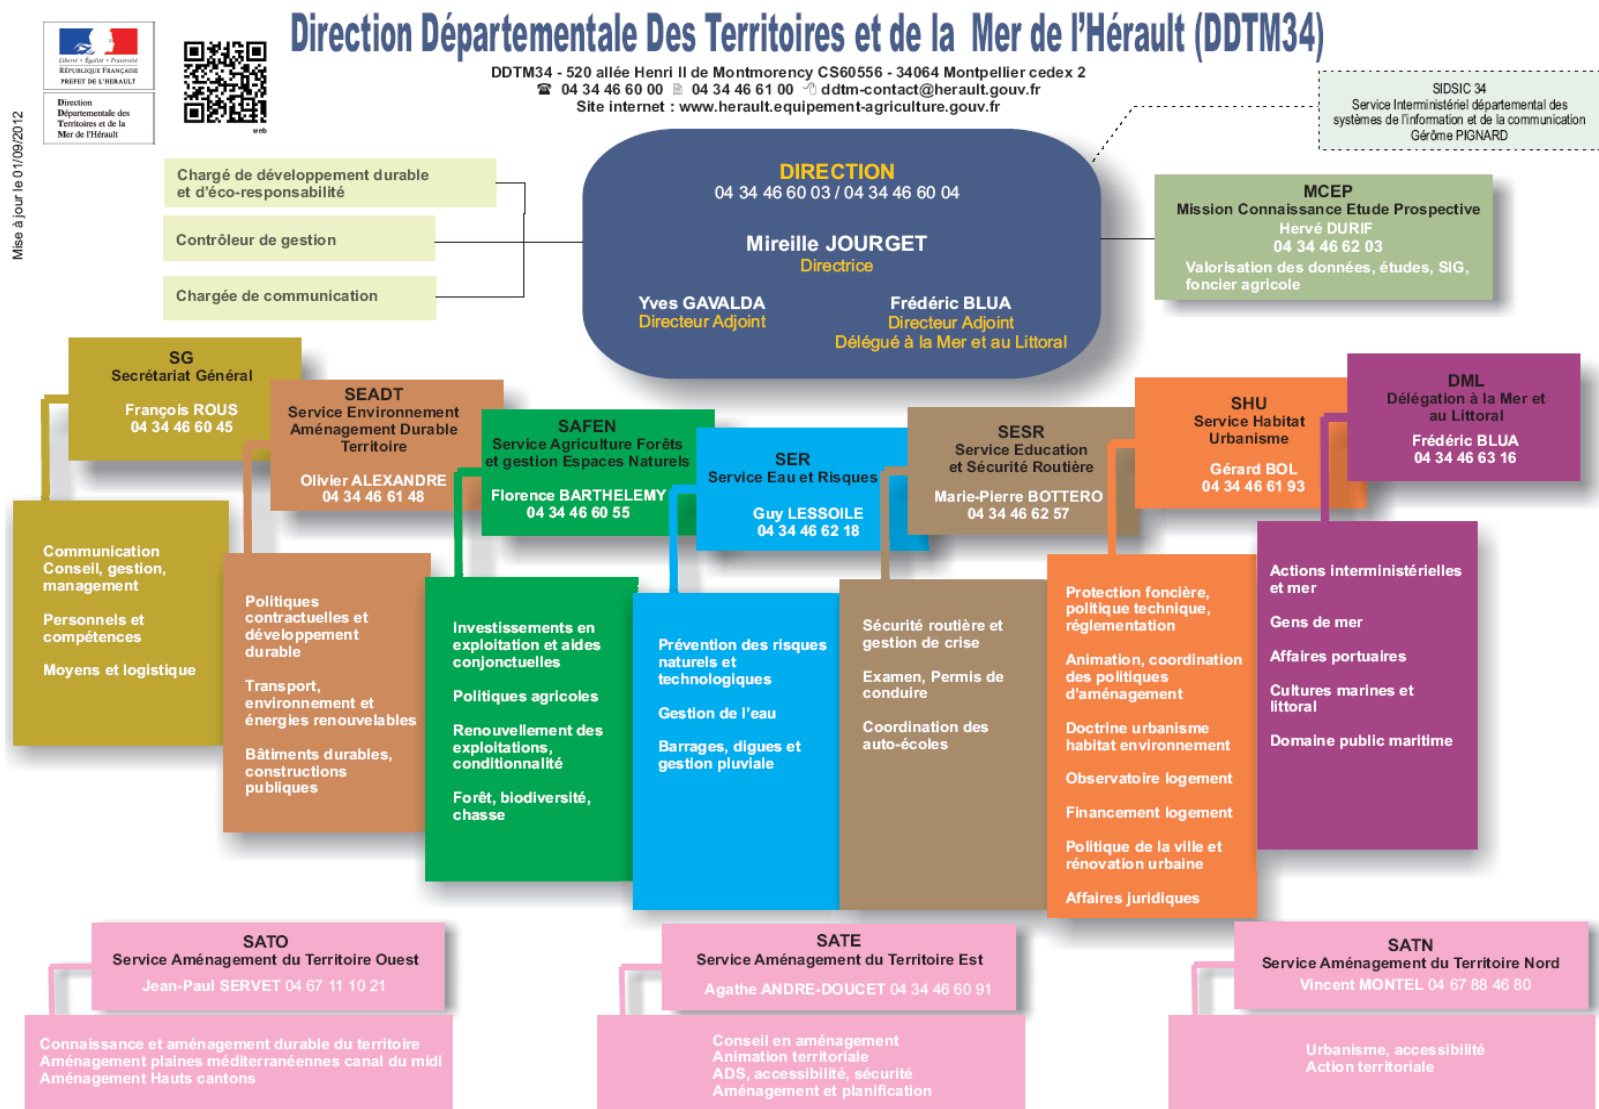 Direction Départementale Des Territoires et de la Mer de l'Hérault (DDTM34)
Liberté • Égalité • Fraternité
RÉPUBLIQUE FRANÇAISE
PREFET DE L'HERAULT
Direction
Départementale des
Territoires et de la
Mer de l'Hérault
web
Mise à jour le 01/09/2012
DDTM34 - 520 allée Henri II de Montmorency CS60556 - 34064 Montpellier cedex 2
04 34 46 60 00 04 34 46 61 00 ddtm-contact@herault.gouv.fr
Site internet : www.herault.equipement-agriculture.gouv.fr
SIDSIC 34
Service Interministériel départemental des
systèmes de l'information et de la communication
Gérôme PIGNARD
Chargé de développement durable
et d'éco-responsabilité
Contrôleur de gestion
Chargée de communication
DIRECTION
04 34 46 60 03 / 04 34 46 60 04
Mireille JOURGET
Directrice
Yves GAVALDA
Directeur Adjoint
Frédéric BLUA
Directeur Adjoint
Délégué à la Mer et au Littoral
MCEP
Mission Connaissance Etude Prospective
Hervé DURIF
04 34 46 62 03
Valorisation des données, études, SIG,
foncier agricole
SG
Secrétariat Général
François ROUS
04 34 46 60 45
Communication
Conseil, gestion,
management
Personnels et
compétences
Moyens et logistique
SEADT
Service Environnement
Aménagement Durable
Territoire
Olivier ALEXANDRE
04 34 46 61 48
Politiques
contractuelles et
développement
durable
Transport,
environnement et
énergies renouvelables
Bâtiments durables,
constructions
publiques
SAFEN
Service Agriculture Forêts
et gestion Espaces Naturels
Florence BARTHELEMY
04 34 46 60 55
Investissements en
exploitation et aides
conjonctuelles
Politiques agricoles
Renouvellement des
exploitations,
conditionnalité
Forêt, biodiversité,
chasse
SER
Service Eau et Risques
Guy LESSOILE
04 34 46 62 18
Prévention des risques
naturels et
technologiques
Gestion de l'eau
Barrages, digues et
gestion pluviale
SESR
Service Education
et Sécurité Routière
Marie-Pierre BOTTERO
04 34 46 62 57
Sécurité routière et
gestion de crise
Examen, Permis de
conduire
Coordination des
auto-écoles
SHU
Service Habitat
Urbanisme
Gérard BOL
04 34 46 61 93
Protection foncière,
politique technique,
réglementation
Animation, coordination
des politiques
d'aménagement
Doctrine urbanisme
habitat environnement
Observatoire logement
Financement logement
Politique de la ville et
rénovation urbaine
Affaires juridiques
DML
Délégation à la Mer et
au Littoral
Frédéric BLUA
04 34 46 63 16
Actions interministérielles
et mer
Gens de mer
Affaires portuaires
Cultures marines et
littoral
Domaine public maritime
SATO
Service Aménagement du Territoire Ouest
Jean-Paul SERVET 04 67 11 10 21
Connaissance et aménagement durable du territoire
Aménagement plaines méditerranéennes canal du midi
Aménagement Hauts cantons
SATE
Service Aménagement du Territoire Est
Agathe ANDRE-DOUCET 04 34 46 60 91
Conseil en aménagement
Animation territoriale
ADS, accessibilité, sécurité
Aménagement et planification
SATN
Service Aménagement du Territoire Nord
Vincent MONTEL 04 67 88 46 80
Urbanisme, accessibilité
Action territoriale